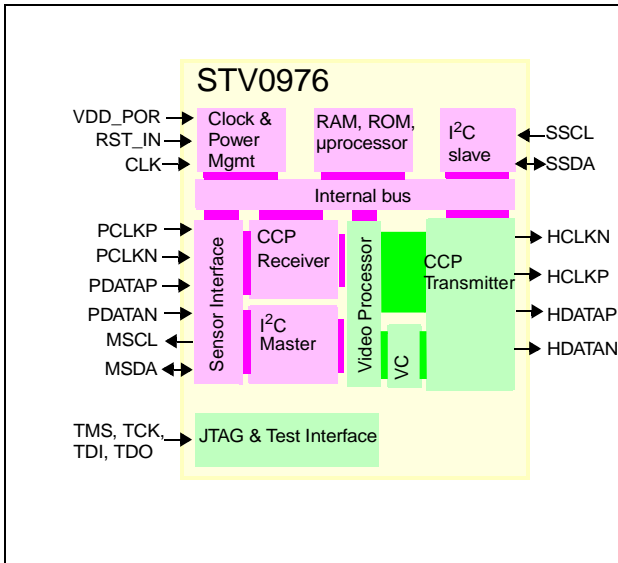 STV0976
VDD_POR
RST_IN
CLK
Clock &
Power
Mgmt
RAM, ROM,
µprocessor
I²C
slave
SSCL
SSDA
Internal bus
PCLKP
PCLKN
PDATAP
PDATAN
MSCL
MSDA
Sensor Interface
CCP
Receiver
I²C
Master
Video Processor
VC
CCP
Transmitter
HCLKN
HCLKP
HDATAP
HDATAN
TMS, TCK,
TDI, TDO
JTAG & Test Interface